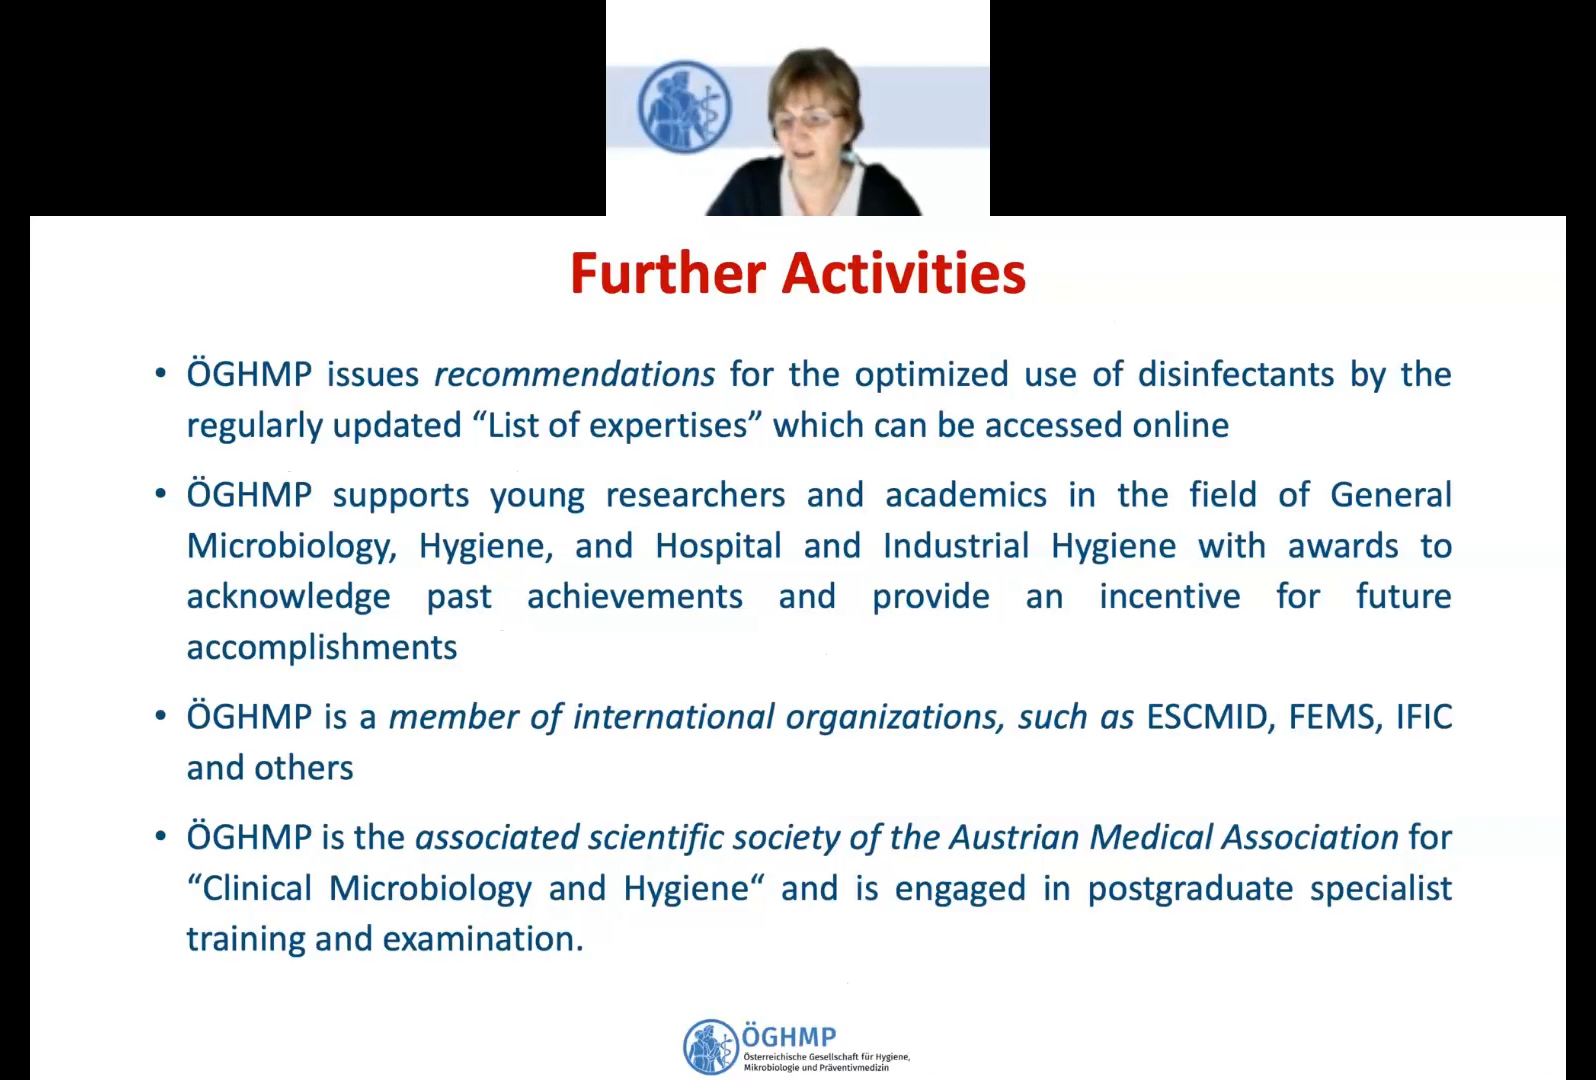 Further Activities
• ÖGHMP issues recommendations for the optimized use of disinfectants by the
regularly updated “List of expertises” which can be accessed online
• ÖGHMP supports young researchers and academics in the field of General
Microbiology, Hygiene, and Hospital and Industrial Hygiene with awards to
acknowledge past achievements and provide an incentive for future
accomplishments
• ÖGHMP is a member of international organizations, such as ESCMID, FEMS, IFIC
and others
• ÖGHMP is the associated scientific society of the Austrian Medical Association for
“Clinical Microbiology and Hygiene“ and is engaged in postgraduate specialist
training and examination.
ÖGHMP
Österreichische Gesellschaft für Hygiene,
Mikrobiologie und Präventivmedizin